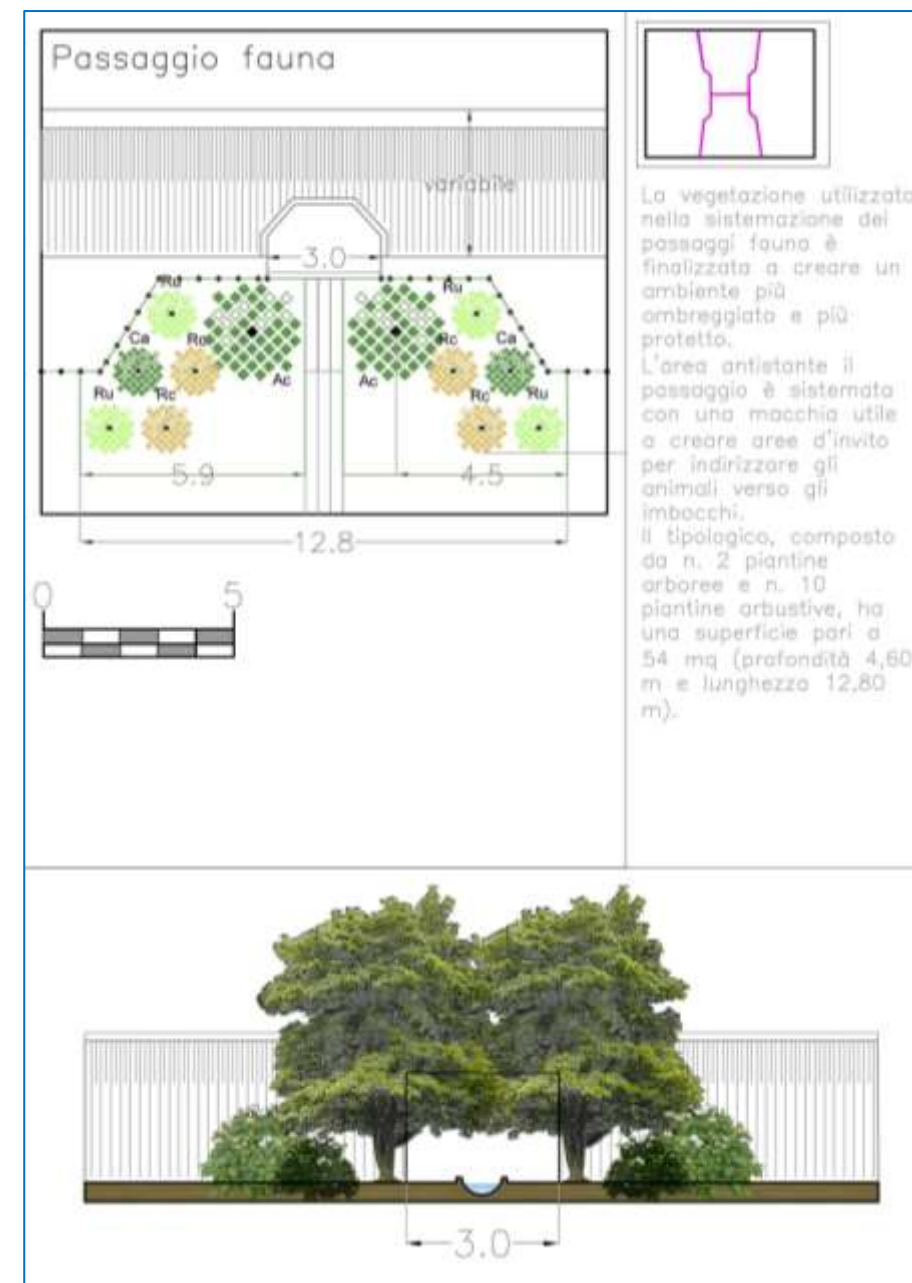 Passaggio fauna
variabile
3.0
Ru
Ru
Ca
Rc
Rc
Ca
Ac
Ac
Ru
Rc
Rc
Ru
5.9
4.5
12.8
0
5
La vegetazione utilizzata
nella sistemazione dei
passaggi fauna è
finalizzata a creare un
ambiente più
ombreggiato e più
protetto.
L'area antistante il
passaggio è sistemata
con una macchia utile
a creare aree d'invito
per indirizzare gli
animali verso gli
imbocchi.
Il tipologico, composto
da n. 2 piantine
arboree e n. 10
piantine arbustive, ha
una superficie pari a
54 mq (profondità 4,60
m e lunghezza 12,80
m).
3.0